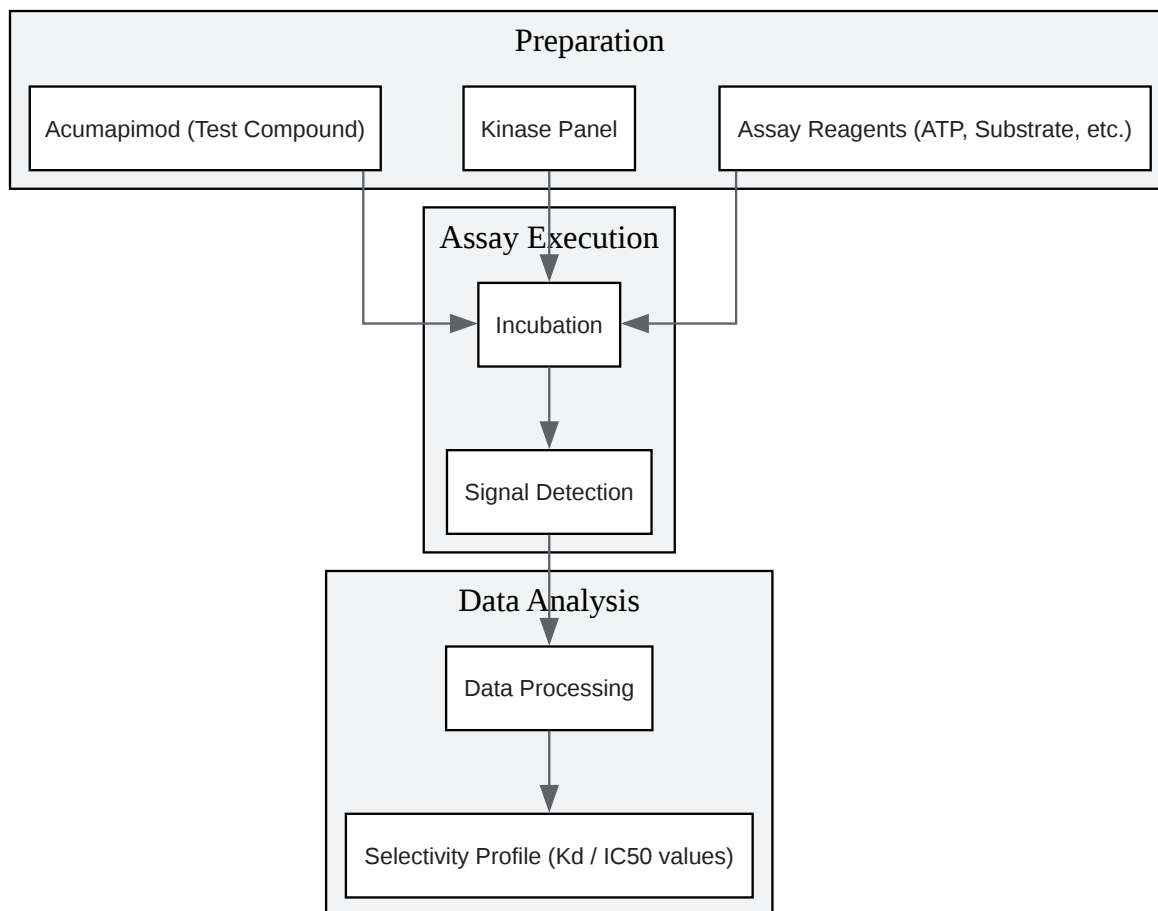 Preparation
Acumapimod (Test Compound)
Kinase Panel
Assay Reagents (ATP, Substrate, etc.)
Assay Execution
Incubation
Signal Detection
Data Analysis
Data Processing
Selectivity Profile (Kd / IC50 values)